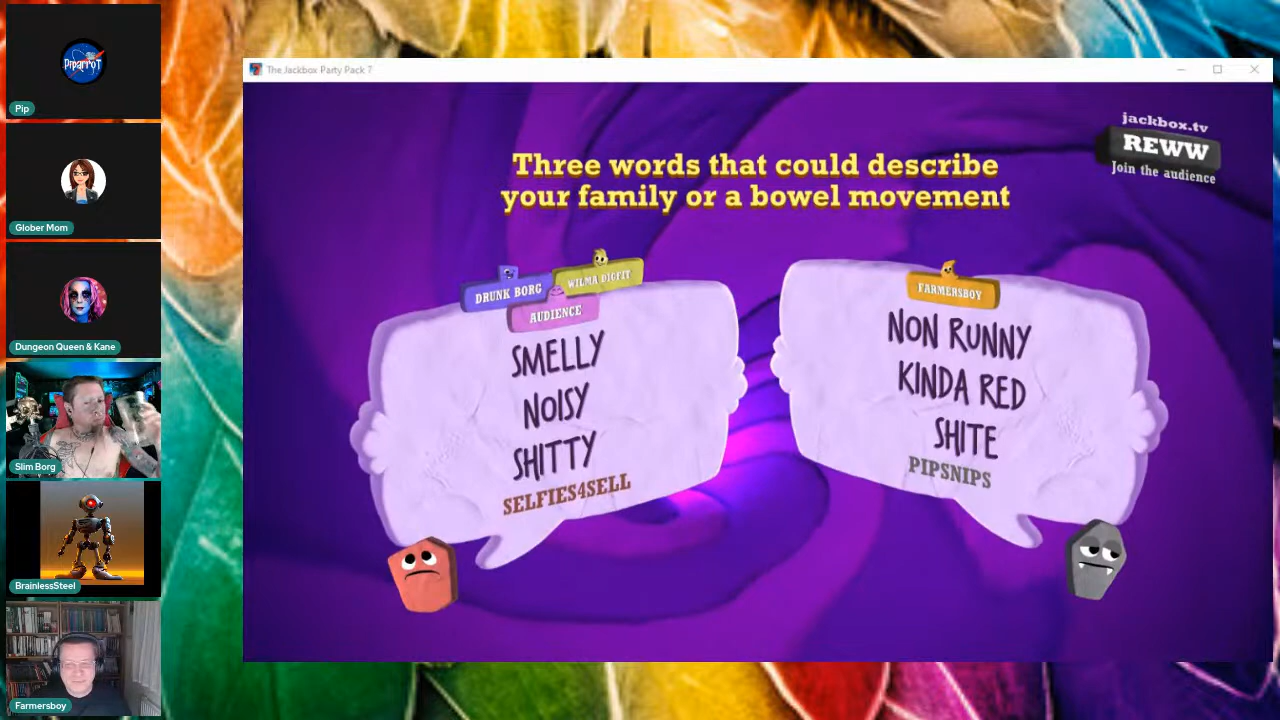 PiparroT
Pip
Glober Mom
Dungeon Queen & Kane
Slim Borg
BrainlessSteel
Farmersboy
The Jackbox Party Pack 7
jackbox.tv
REWW
Join the audience
Three words that could describe
your family or a bowel movement
DRUNK BORG
WILMA DIGFIT
AUDIENCE
SMELLY
NOISY
SHITTY
SELFIES4SELL
FARMERSBOY
NON RUNNY
KINDA RED
SHITE
PIPSNIPS